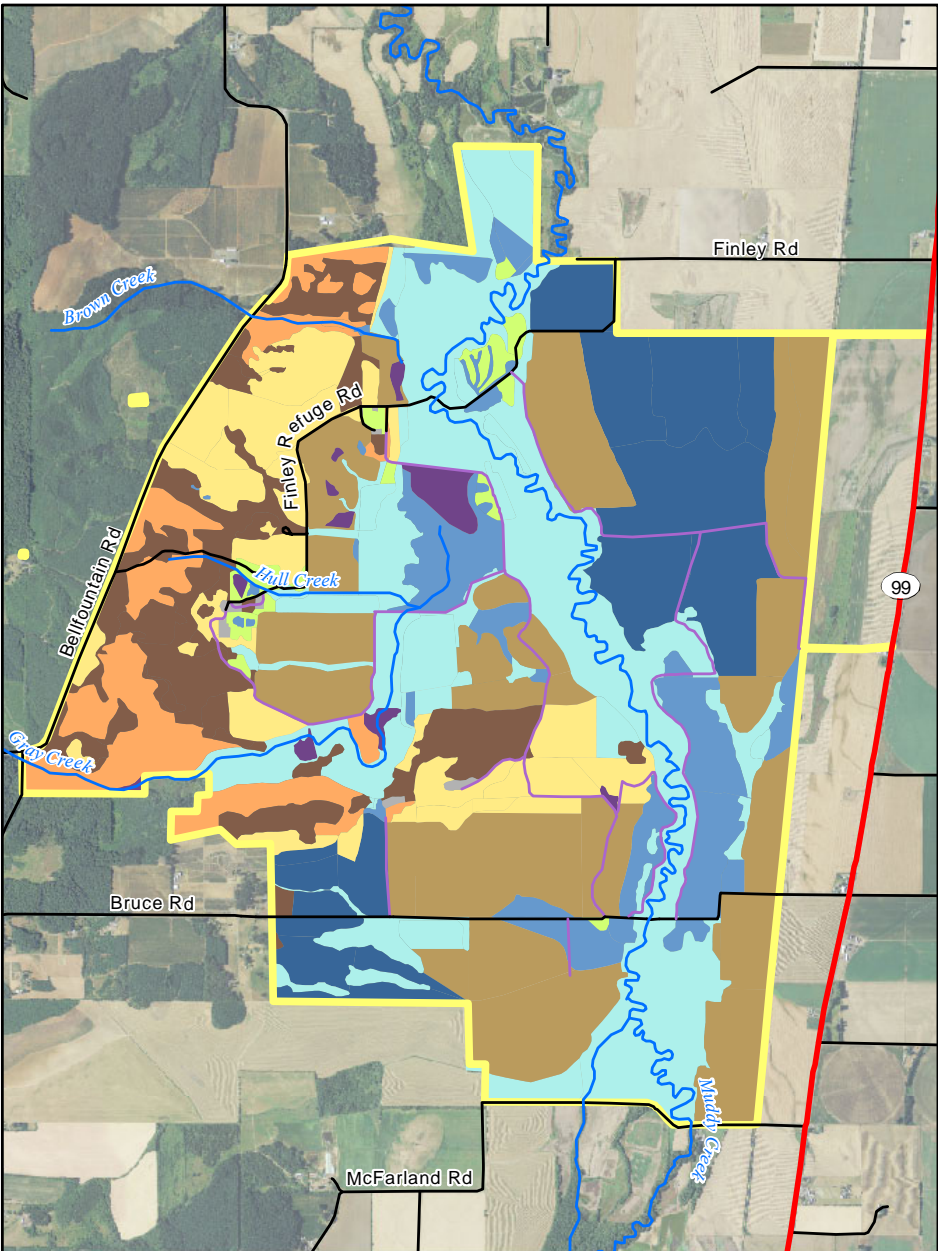 Finley Rd
Brown Creek
Finley Refuge Rd
Bellfountain Rd
Hull Creek
99
Gray Creek
Bruce Rd
Muddy Creek
McFarland Rd